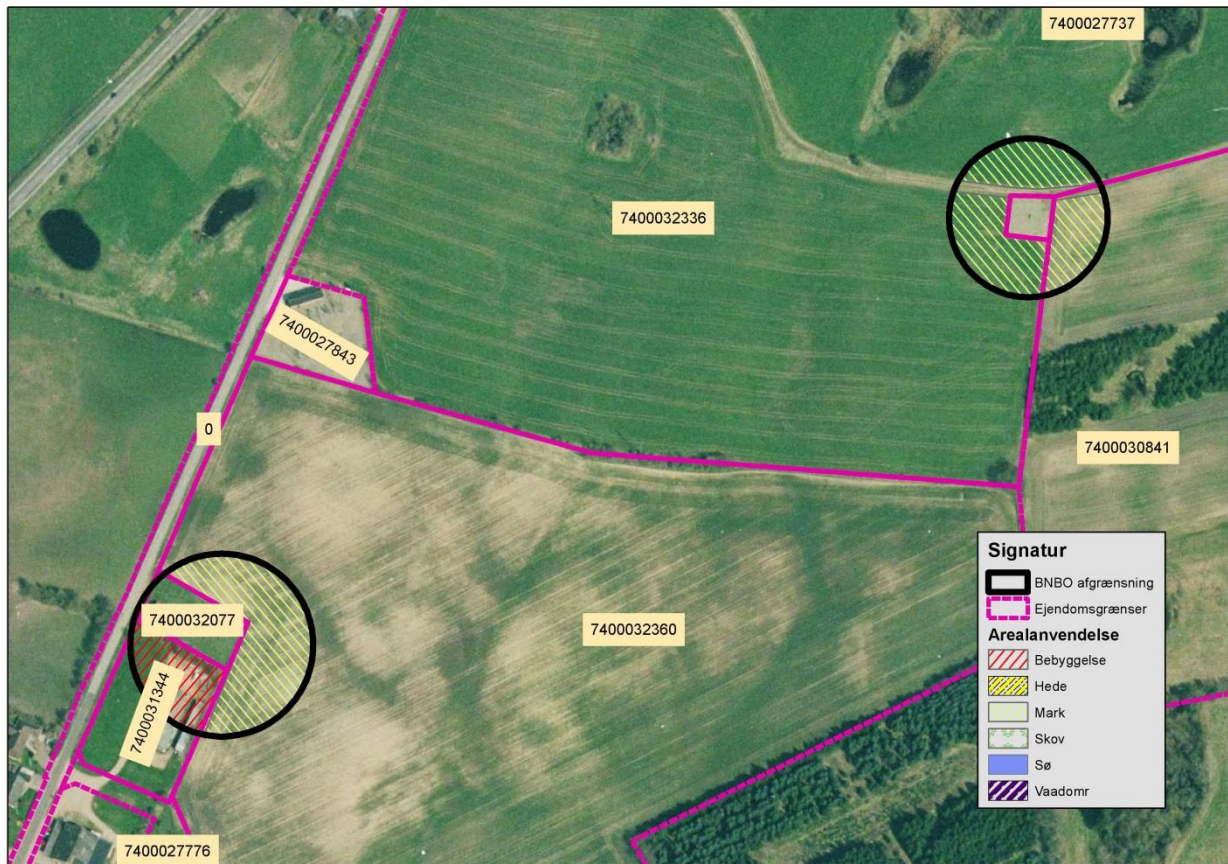 7400027737
7400032336
7400027843
0
7400030841
7400032077
7400032360
7400031344
7400027776
Signatur
BNBO afgrænsning
Ejendomsgrænser
Arealanvendelse
Bebyggelse
Hede
Mark
Skov
Sø
Vaadomr